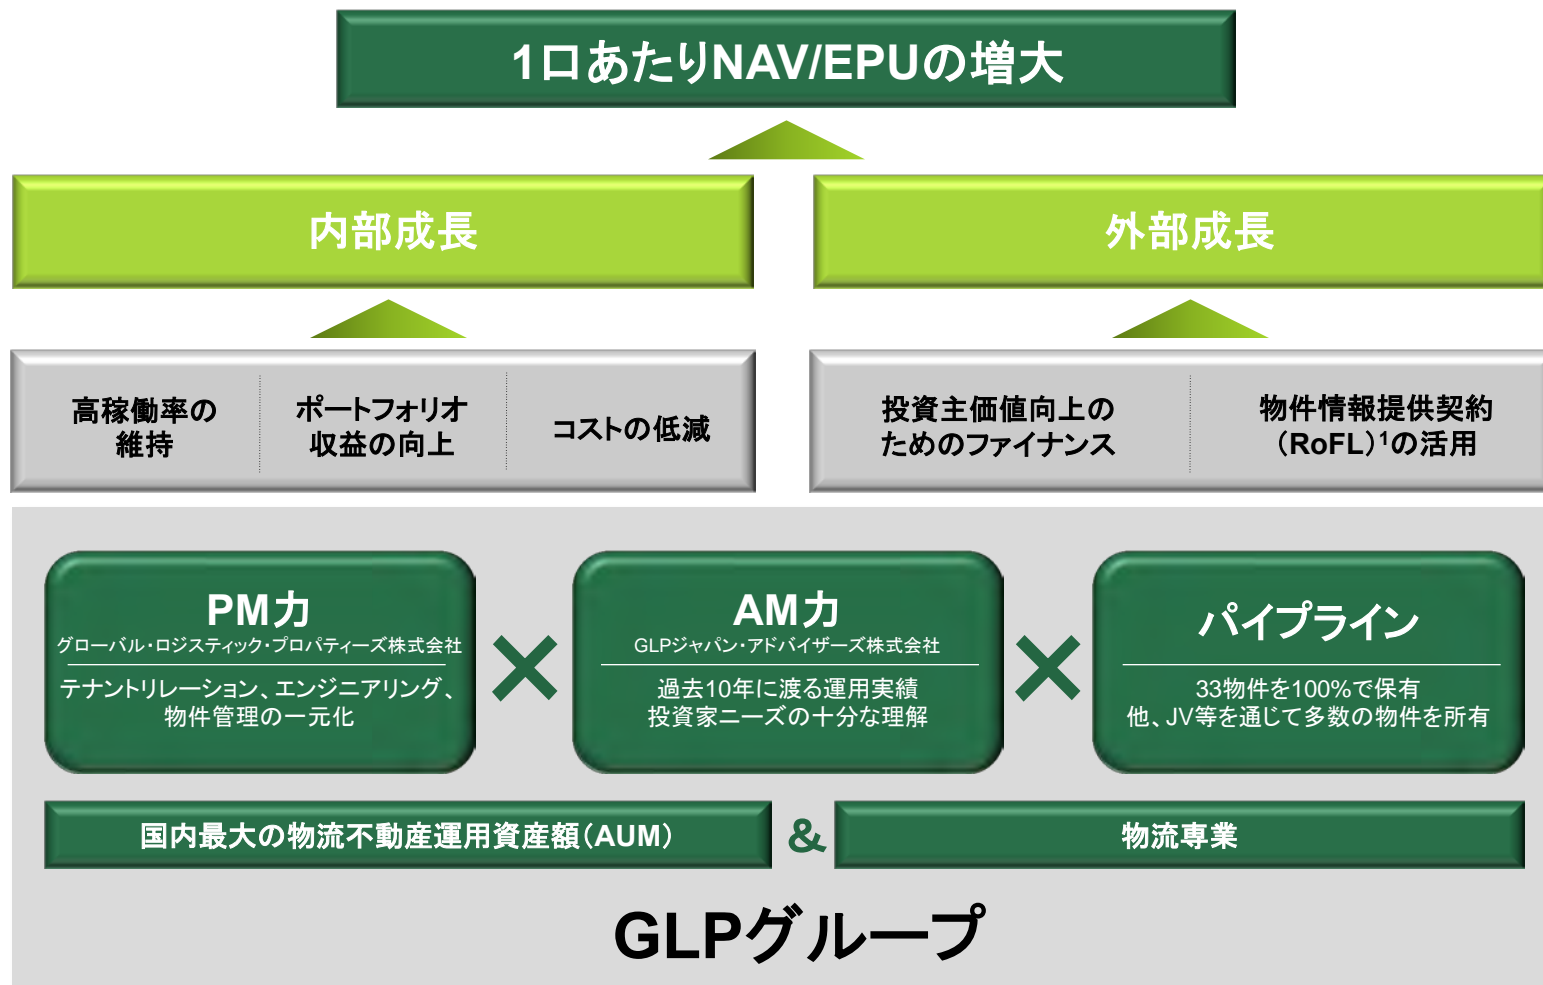 1口あたりNAV/EPUの増大
内部成長
外部成長
高稼働率の
維持
ポートフォリオ
収益の向上
コストの低減
投資主価値向上の
ためのファイナンス
物件情報提供契約
（RoFL）1の活用
PM力
グローバル・ロジスティック・プロパティーズ株式会社
テナントリレーション、エンジニアリング、
物件管理の一元化
×
AM力
GLPジャパン・アドバイザーズ株式会社
過去10年に渡る運用実績
投資家ニーズの十分な理解
×
パイプライン
33物件を100%で保有
他、JV等を通じて多数の物件を所有
国内最大の物流不動産運用資産額（AUM）
&
物流専業
GLPグループ